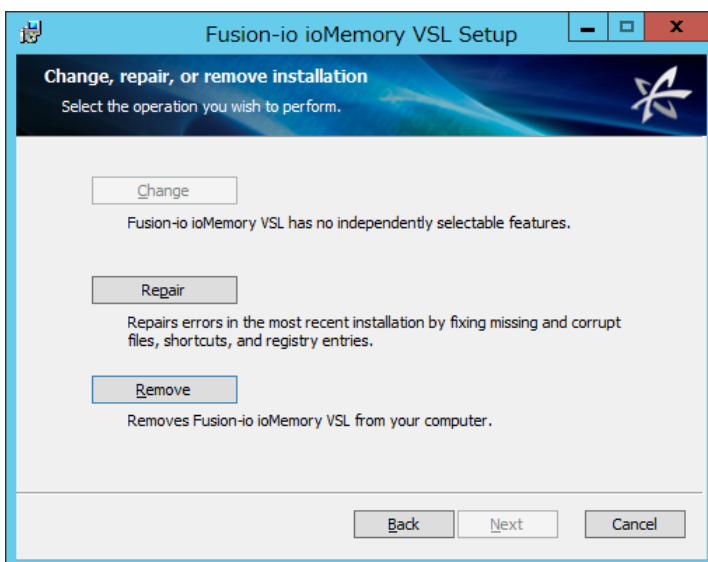 Fusion-io ioMemory VSL Setup
Change, repair, or remove installation
Select the operation you wish to perform.
Change
Fusion-io ioMemory VSL has no independently selectable features.
Repair
Repairs errors in the most recent installation by fixing missing and corrupt
files, shortcuts, and registry entries.
Remove
Removes Fusion-io ioMemory VSL from your computer.
Back Next Cancel